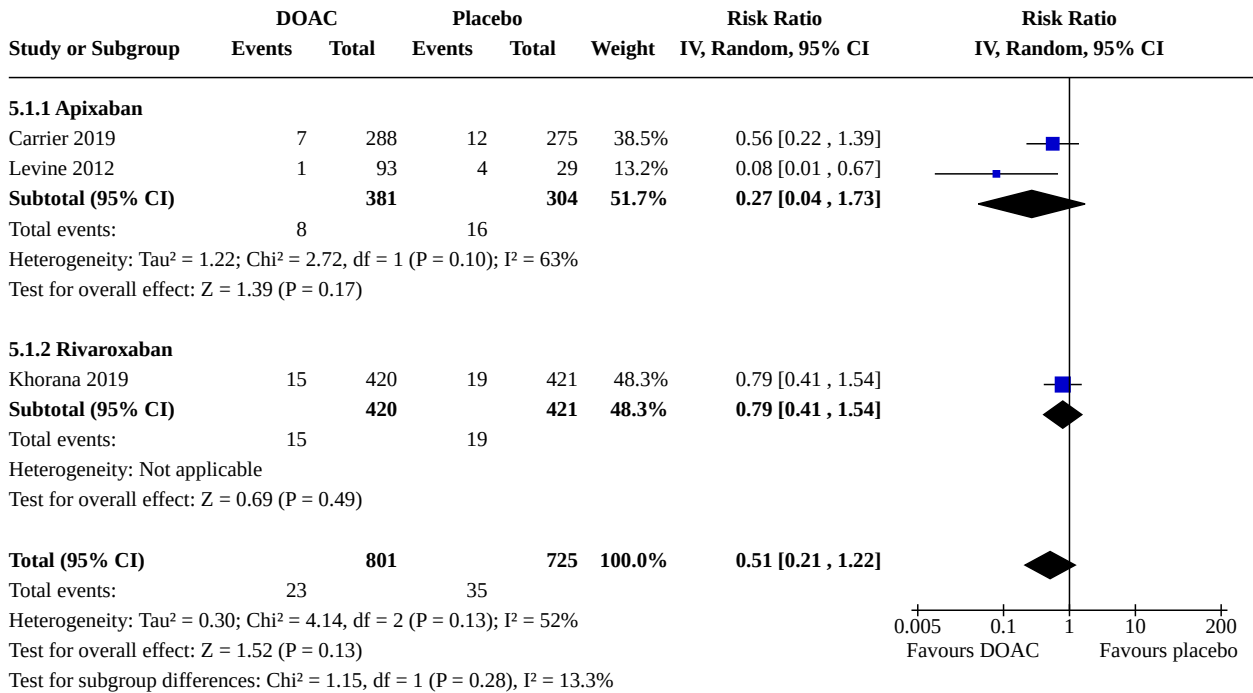 DOAC Placebo Risk Ratio Risk Ratio
Study or Subgroup Events Total Events Total Weight IV, Random, 95% CI IV, Random, 95% CI
5.1.1 Apixaban
Carrier 2019 7 288 12 275 38.5% 0.56 [0.22 , 1.39]
Levine 2012 1 93 4 29 13.2% 0.08 [0.01 , 0.67]
Subtotal (95% CI) 381 304 51.7% 0.27 [0.04 , 1.73]
Total events: 8 16
Heterogeneity: Tau² = 1.22; Chi² = 2.72, df = 1 (P = 0.10); I² = 63%
Test for overall effect: Z = 1.39 (P = 0.17)
5.1.2 Rivaroxaban
Khorana 2019 15 420 19 421 48.3% 0.79 [0.41 , 1.54]
Subtotal (95% CI) 420 421 48.3% 0.79 [0.41 , 1.54]
Total events: 15 19
Heterogeneity: Not applicable
Test for overall effect: Z = 0.69 (P = 0.49)
Total (95% CI) 801 725 100.0% 0.51 [0.21 , 1.22]
Total events: 23 35
Heterogeneity: Tau² = 0.30; Chi² = 4.14, df = 2 (P = 0.13); I² = 52%
0.005 0.1 1 10 200
Test for overall effect: Z = 1.52 (P = 0.13)
Favours DOAC Favours placebo
Test for subgroup differences: Chi² = 1.15, df = 1 (P = 0.28), I² = 13.3%